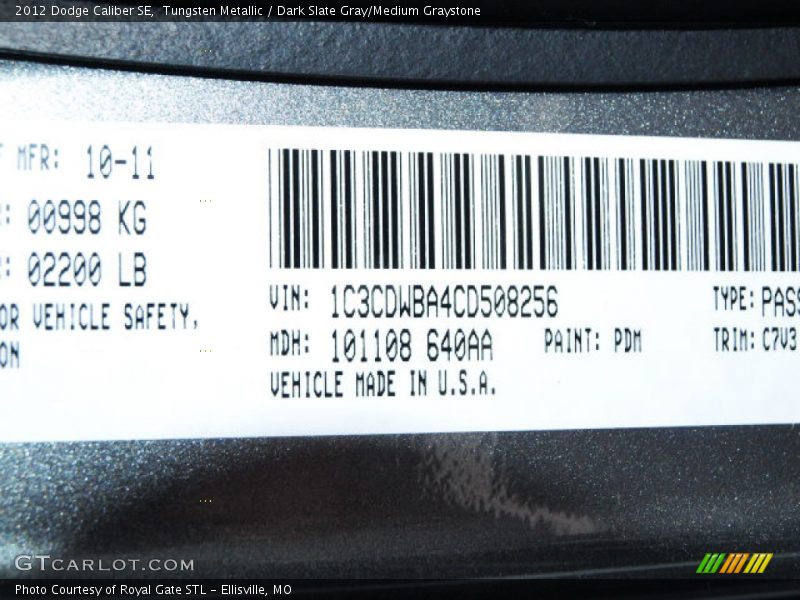 2012 Dodge Caliber SE, Tungsten Metallic / Dark Slate Gray/Medium Graystone
MFR: 10-11
00998 KG
02200 LB
OR VEHICLE SAFETY,
ON
VIN: 1C3CDWBA4CD508256
TYPE: PASS
MDH: 101108 640AA
PAINT: PDM
TRIM: C7V3
VEHICLE MADE IN U.S.A.
GTCARLOT.COM
Photo Courtesy of Royal Gate STL - Ellisville, MO